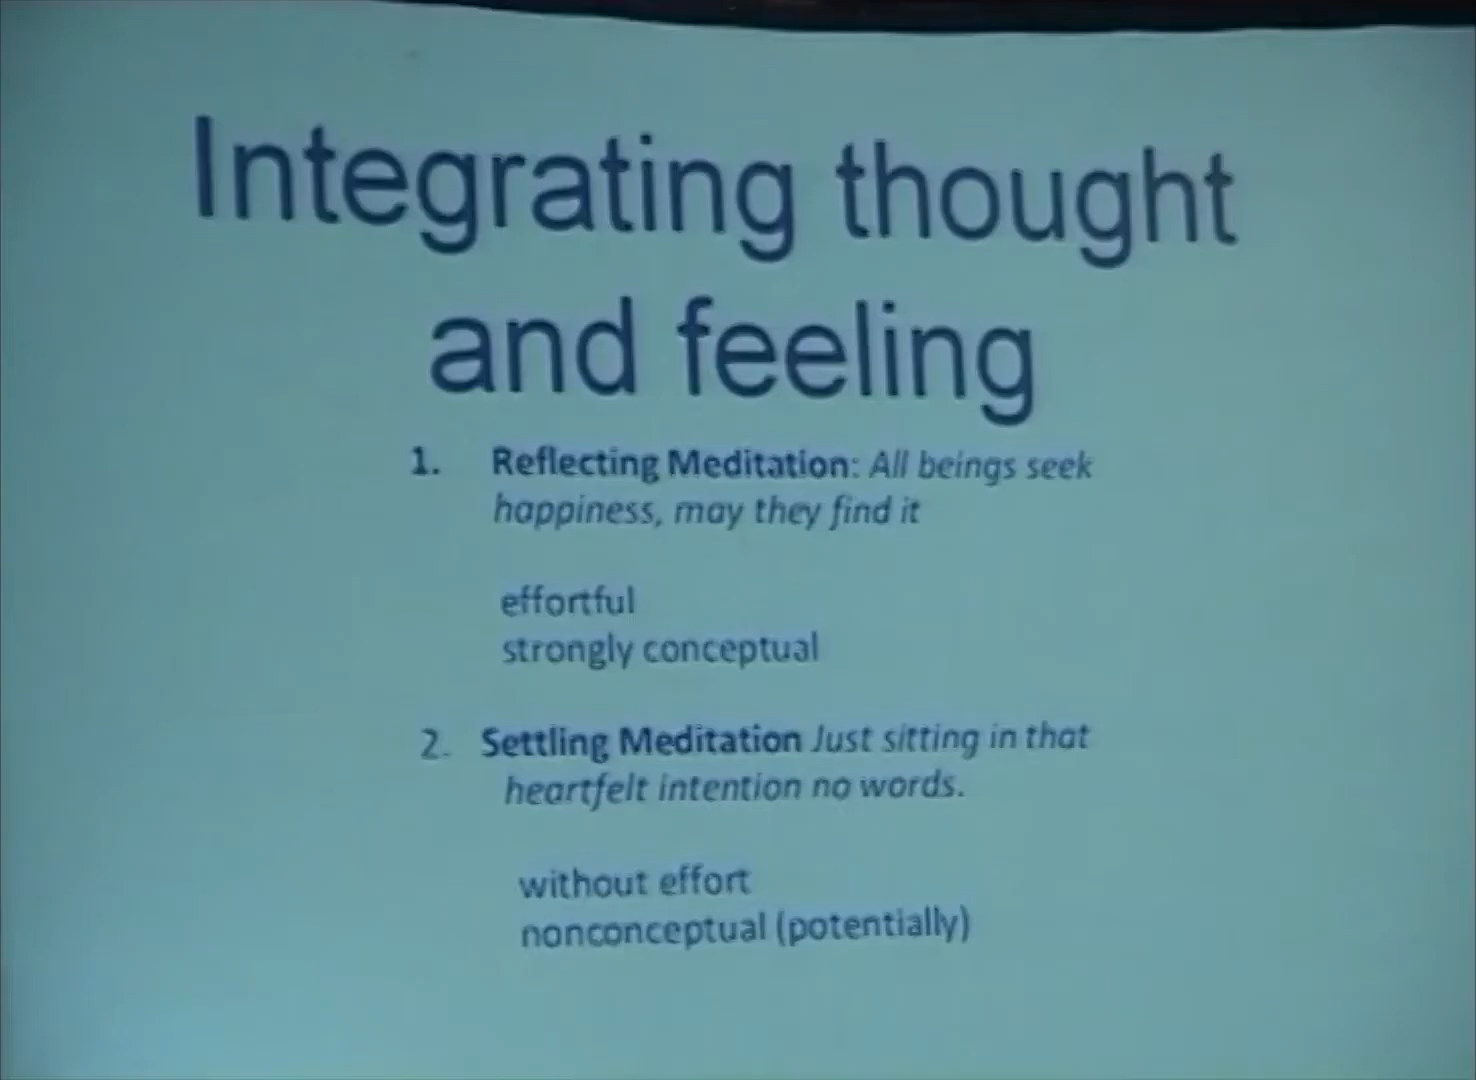 Integrating thought
and feeling
1. Reflecting Meditation: All beings seek
happiness, may they find it
effortful
strongly conceptual
2. Settling Meditation Just sitting in that
heartfelt intention no words.
without effort
nonconceptual (potentially)